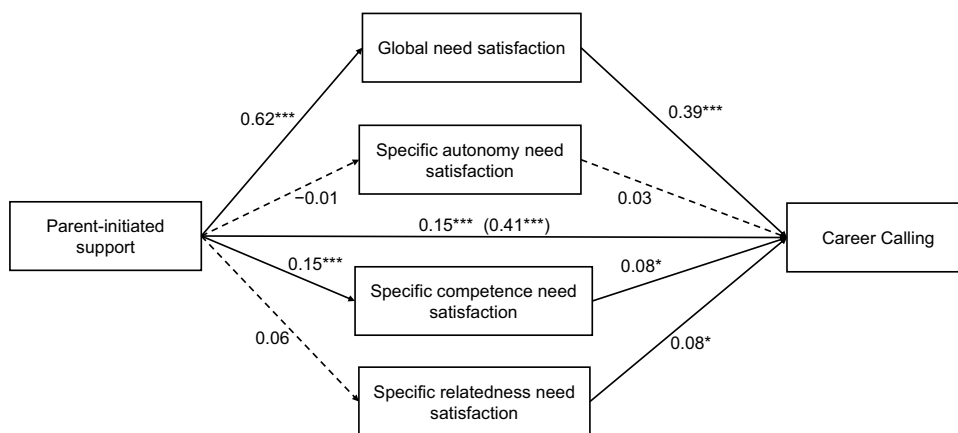 Global need satisfaction
0.62***
0.39***
Specific autonomy need
satisfaction
−0.01
0.03
Parent-initiated
support
0.15*** (0.41***)
Career Calling
0.15***
Specific competence need
satisfaction
0.08*
0.06
0.08*
Specific relatedness need
satisfaction